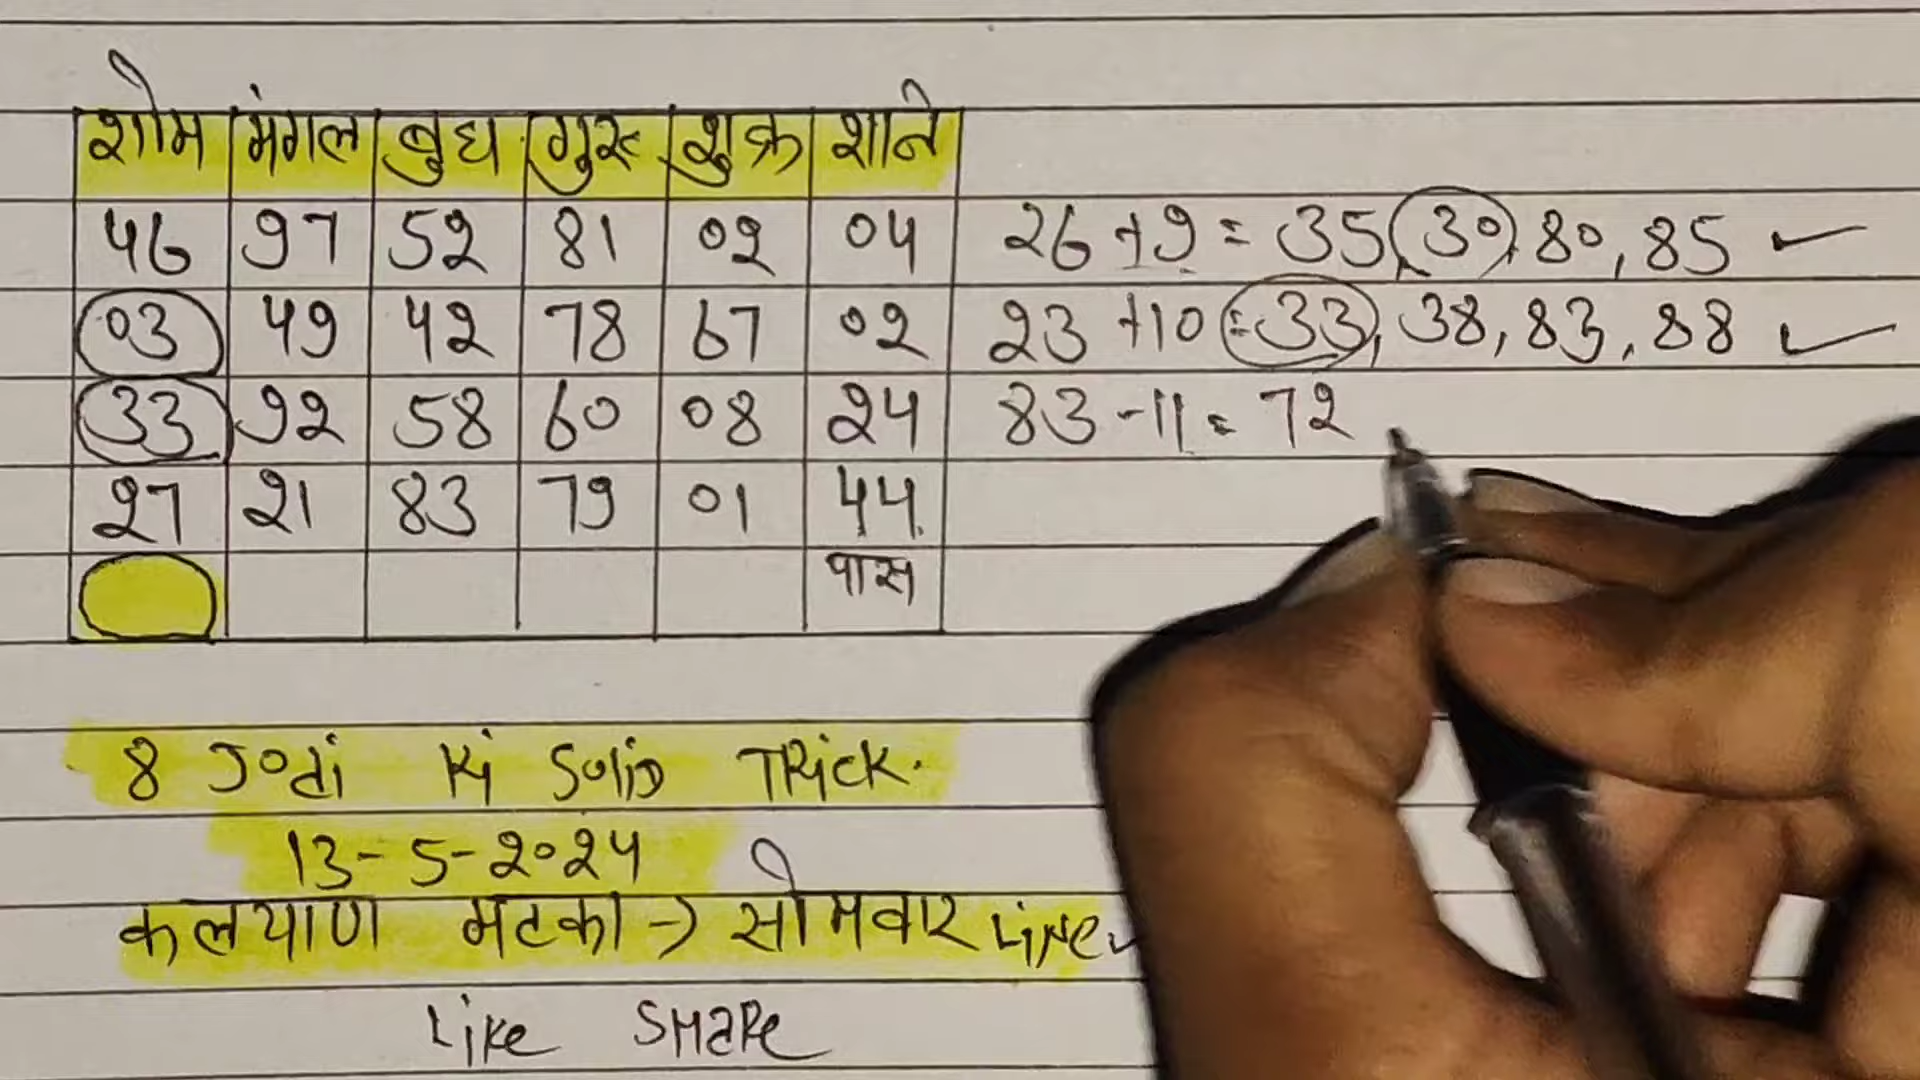 शोम मंगल बुध गुरु शुक्र शनि
46 97 52 81 02 04 26 +9 = 35, 30, 80, 85
03 49 42 78 67 02 23 +10 = 33, 38, 83, 88
33 92 58 60 08 24 83 -11 = 72
27 21 83 79 01 44
पास
8 Jodi Ki Solid Trick.
13-5-2024
कलयाण मटका → सोमवार Line
Like Share